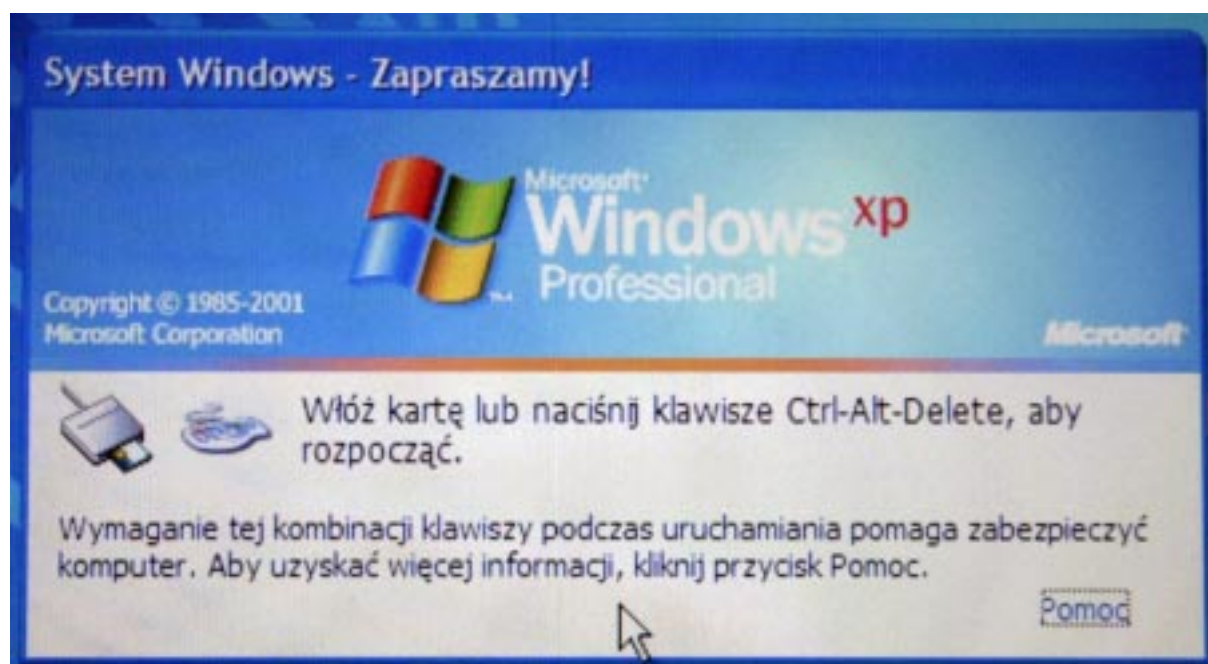 System Windows - Zapraszamy!
Microsoft
Windows xp
Professional
Copyright © 1985-2001
Microsoft Corporation
Microsoft
Włóż kartę lub naciśnij klawisze Ctrl-Alt-Delete, aby
rozpocząć.
Wymaganie tej kombinacji klawiszy podczas uruchamiania pomaga zabezpieczyć
komputer. Aby uzyskać więcej informacji, kliknij przycisk Pomoc.
Pomoc